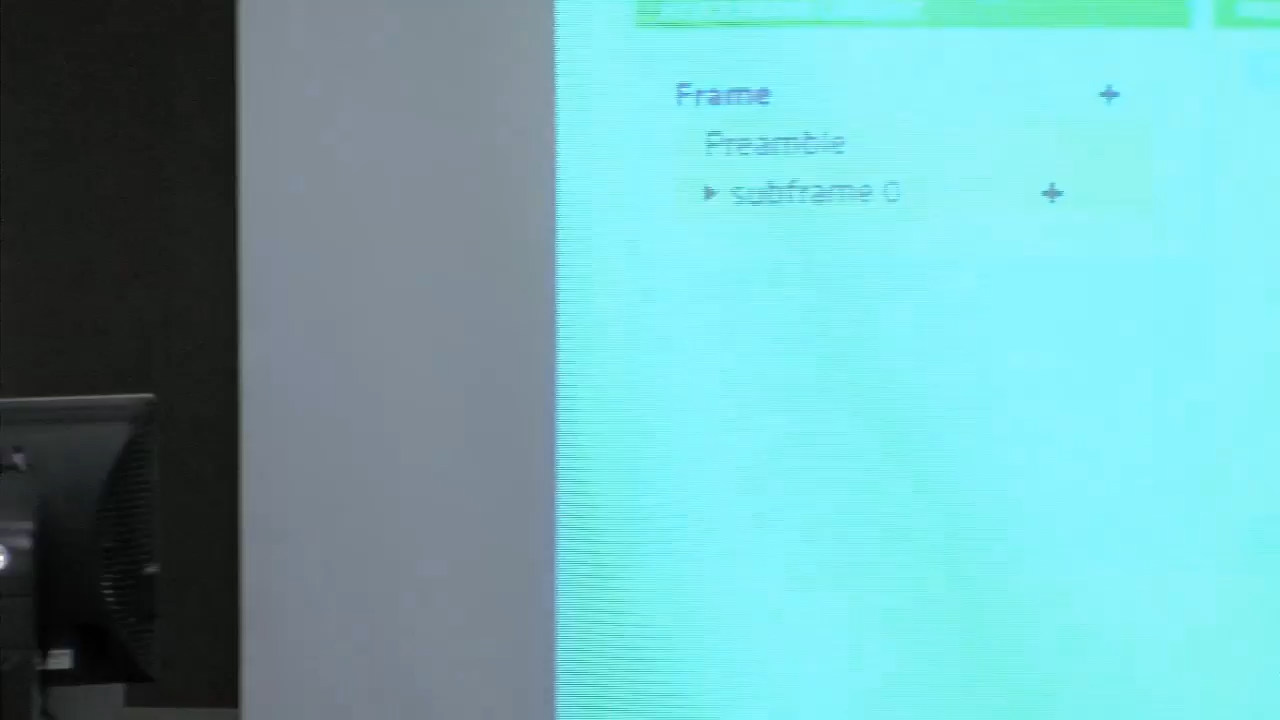 Frame +
Preamble
▸ subframe 0 +